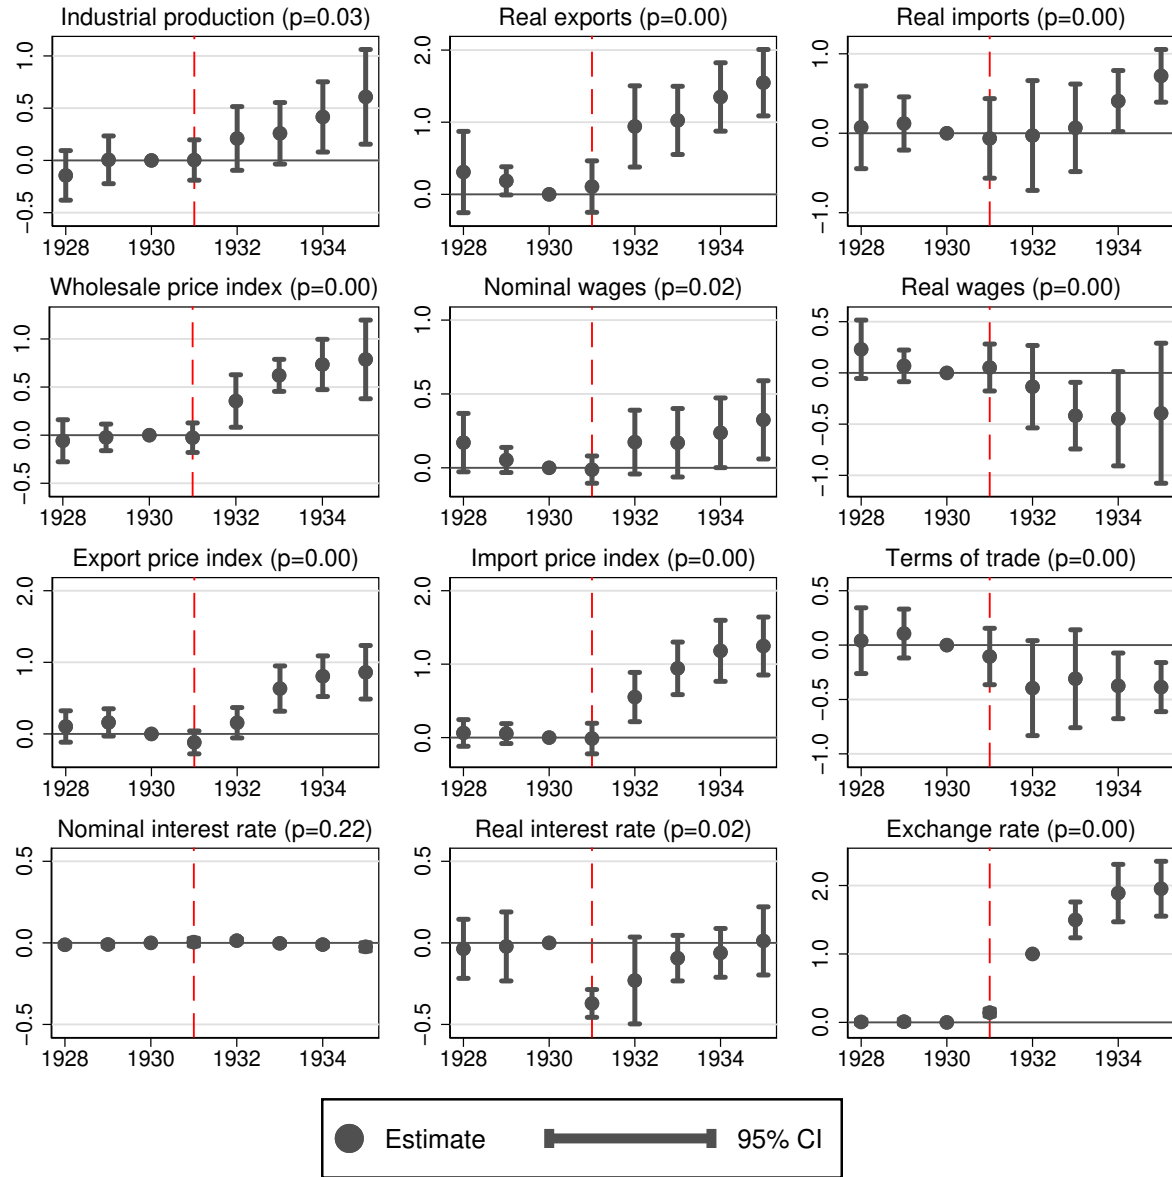 Industrial production (p=0.03)
1.0
0.5
0.0
−0.5
1928 1930 1932 1934
Real exports (p=0.00)
2.0
1.0
0.0
1928 1930 1932 1934
Real imports (p=0.00)
1.0
0.0
−1.0
1928 1930 1932 1934
Wholesale price index (p=0.00)
1.0
0.5
0.0
−0.5
1928 1930 1932 1934
Nominal wages (p=0.02)
1.0
0.5
0.0
1928 1930 1932 1934
Real wages (p=0.00)
0.5
0.0
−0.5
−1.0
1928 1930 1932 1934
Export price index (p=0.00)
2.0
1.0
0.0
1928 1930 1932 1934
Import price index (p=0.00)
2.0
1.0
0.0
1928 1930 1932 1934
Terms of trade (p=0.00)
0.5
0.0
−0.5
−1.0
1928 1930 1932 1934
Nominal interest rate (p=0.22)
0.5
0.0
−0.5
1928 1930 1932 1934
Real interest rate (p=0.02)
0.5
0.0
−0.5
1928 1930 1932 1934
Exchange rate (p=0.00)
2.0
1.0
0.0
1928 1930 1932 1934
Estimate 95% CI